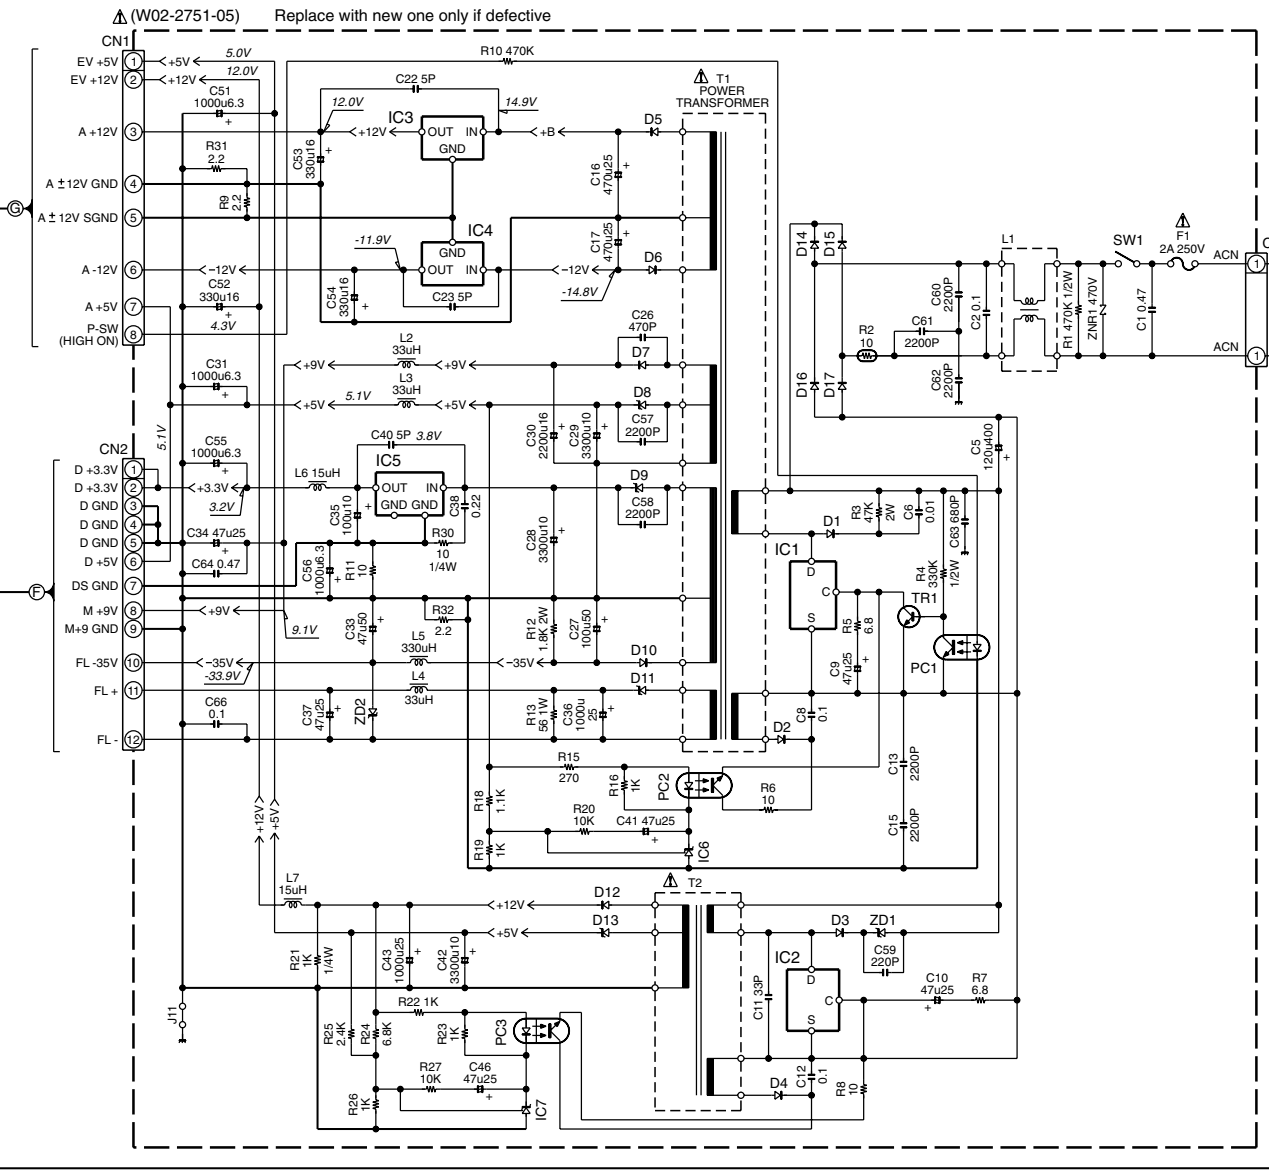 ⚠ (W02-2751-05) Replace with new one only if defective
CN1
EV +5V 1 +5V 5.0V
EV +12V 2 +12V 12.0V
C51
1000u6.3
+
A +12V 3
R31
2.2
A ±12V GND 4
R9
2.2
A ± 12V SGND 5
A -12V 6 −12V
C52
330u16
+
A +5V 7
4.3V
P-SW
(HIGH ON) 8
G
R10 470K
C22 5P
12.0V
14.9V
IC3
+12V OUT IN +B
GND
C53
330u16
+
IC4
GND
OUT IN
-11.9V
−12V
-14.8V
C23 5P
C54
330u16
+
C16
470u25
+
C17
470u25
+
D5
D6
⚠ T1
POWER
TRANSFORMER
C26
470P
D7
L2
33uH
+9V +9V
L3
33uH
+5V 5.1V +5V
D8
C57
2200P
C31
1000u6.3
+
5.1V
C30
2200u16
+
C29
3300u10
+
CN2
C55
1000u6.3
+
D +3.3V 1
D +3.3V 2 +3.3V
3.2V
D GND 3
D GND 4
D GND 5
D +5V 6
DS GND 7
M +9V 8 +9V
9.1V
M+9 GND 9
FL -35V 10 −35V
-33.9V
FL + 11
FL - 12
F
L6 15uH
C40 5P 3.8V
IC5
OUT IN
GND GND
C35
100u10
+
C38
0.22
D9
C58
2200P
C34 47u25
+
C64 0.47
C56
1000u6.3
+
R11
10
R30
10
1/4W
C28
3300u10
+
R32
2.2
C33
47u50
+
R12
1.8K 2W
C27
100u50
+
L5
330uH
−35V
D10
L4
33uH
D11
C66
0.1
C37
47u25
+
ZD2
R13
56 1W
C36
1000u
25
+
D14
D15
D16
D17
R2
10
C61
2200P
C60
2200P
C62
2200P
C2 0.1
L1
R1 470K 1/2W
ZNR1 470V
SW1
C1 0.47
⚠
F1
2A 250V
ACN
1
ACN
1
C
C5
120u400
+
D1
R3
47K
2W
C6
0.01
C63 680P
IC1
D
C
S
R4
330K
1/2W
TR1
R5
6.8
C9
47u25
+
PC1
C8
0.1
D2
C13
2200P
C15
2200P
R15
270
R16
1K
PC2
R6
10
R18
1.1K
R20
10K
C41 47u25
+
R19
1K
IC6
+12V
+5V
⚠ T2
L7
15uH
D12
+12V
D13
+5V
R21
1K
1/4W
C43
1000u25
+
C42
3300u10
+
J11
R22 1K
R25
2.4K
R24
6.8K
R23
1K
PC3
R27
10K
C46
47u25
+
R26
1K
IC7
D3
ZD1
C59
220P
IC2
D
C
S
C11 33P
C10
47u25
+
R7
6.8
C12
0.1
D4
R8
10